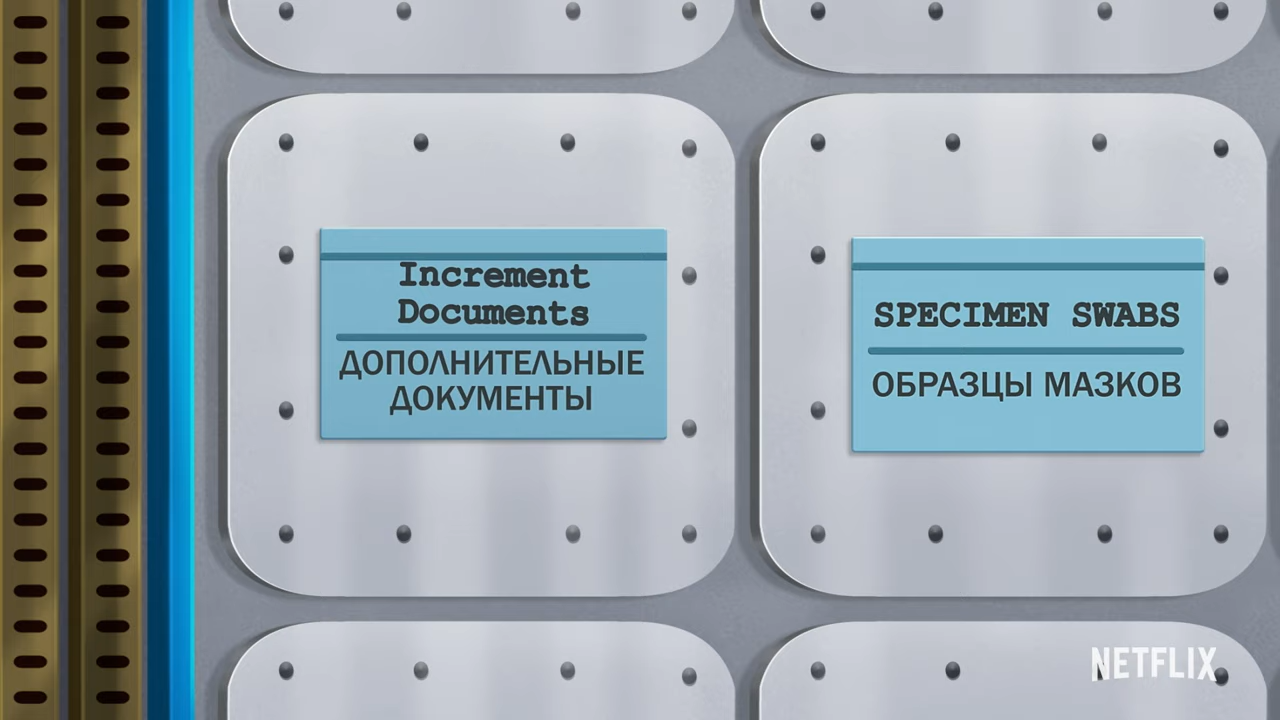 Increment
Documents
ДОПОЛНИТЕЛЬНЫЕ
ДОКУМЕНТЫ
SPECIMEN SWABS
ОБРАЗЦЫ МАЗКОВ
NETFLIX